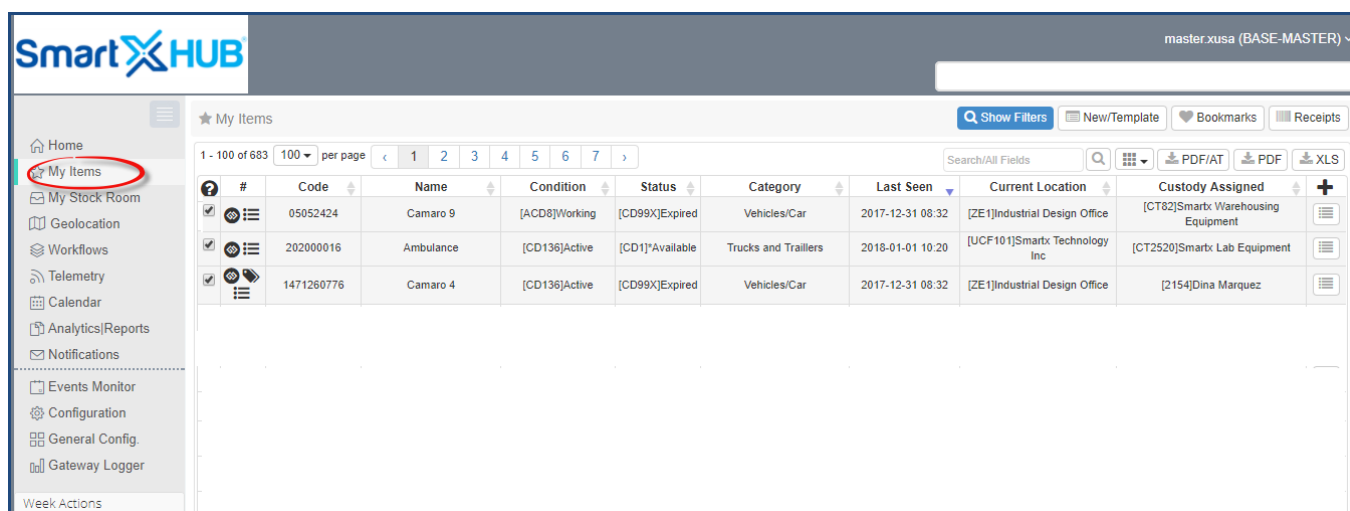 SmartXHUB
master.xusa (BASE-MASTER)
My Items
Show Filters New/Template Bookmarks Receipts
Home
My Items
My Stock Room
Geolocation
Workflows
Telemetry
Calendar
Analytics|Reports
Notifications
Events Monitor
Configuration
General Config.
Gateway Logger
Week Actions
1 - 100 of 683 100 per page ‹ 1 2 3 4 5 6 7 › Search/All Fields PDF/AT PDF XLS
? # Code Name Condition Status Category Last Seen Current Location Custody Assigned +
05052424 Camaro 9 [ACD8]Working [CD99X]Expired Vehicles/Car 2017-12-31 08:32 [ZE1]Industrial Design Office [CT82]Smartx Warehousing
Equipment
202000016 Ambulance [CD136]Active [CD1]*Available Trucks and Traillers 2018-01-01 10:20 [UCF101]Smartx Technology
Inc [CT2520]Smartx Lab Equipment
1471260776 Camaro 4 [CD136]Active [CD99X]Expired Vehicles/Car 2017-12-31 08:32 [ZE1]Industrial Design Office [2154]Dina Marquez